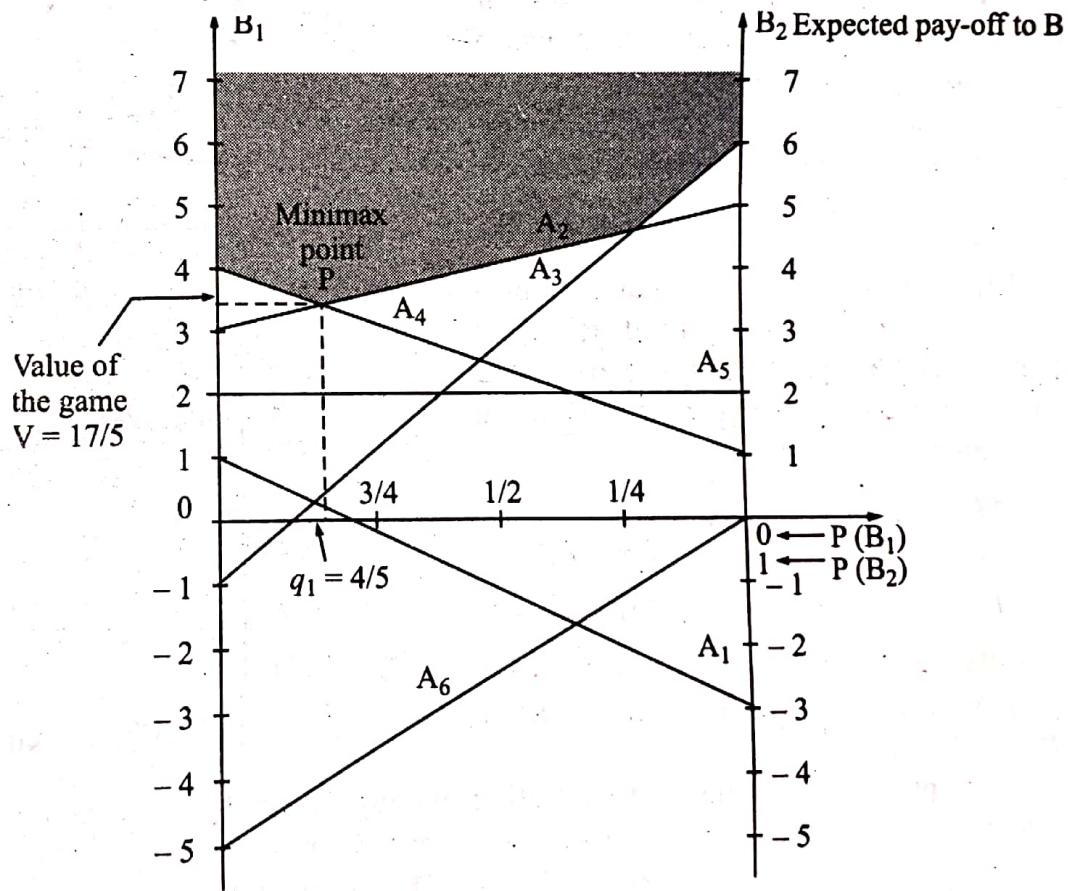 B₁
B₂ Expected pay-off to B
7
7
6
6
Minimax
point
P
5
5
A₂
A₃
4
4
A₄
3
3
Value of
the game
V = 17/5
A₅
2
2
1
1
0
3/4
1/2
1/4
0 ← P (B₁)
1 ← P (B₂)
q₁ = 4/5
– 1
– 1
– 2
– 2
A₁
A₆
– 3
– 3
– 4
– 4
– 5
– 5